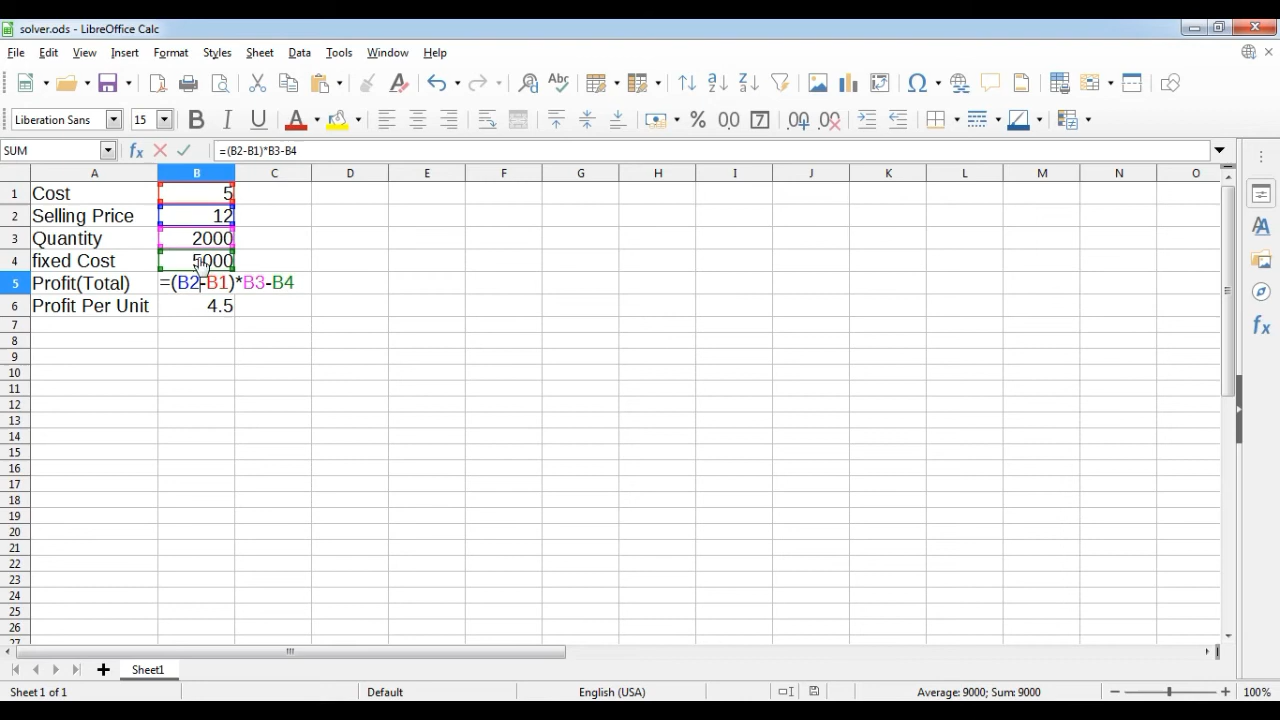 solver.ods - LibreOffice Calc
File Edit View Insert Format Styles Sheet Data Tools Window Help
Liberation Sans 15
SUM =(B2-B1)*B3-B4
A B C D E F G H I J K L M N O
1 Cost 5
2 Selling Price 12
3 Quantity 2000
4 fixed Cost 5000
5 Profit(Total) =(B2-B1)*B3-B4
6 Profit Per Unit 4.5
7
8
9
10
11
12
13
14
15
16
17
18
19
20
21
22
23
24
25
26
27
Sheet1
Sheet 1 of 1 Default English (USA) Average: 9000; Sum: 9000 100%